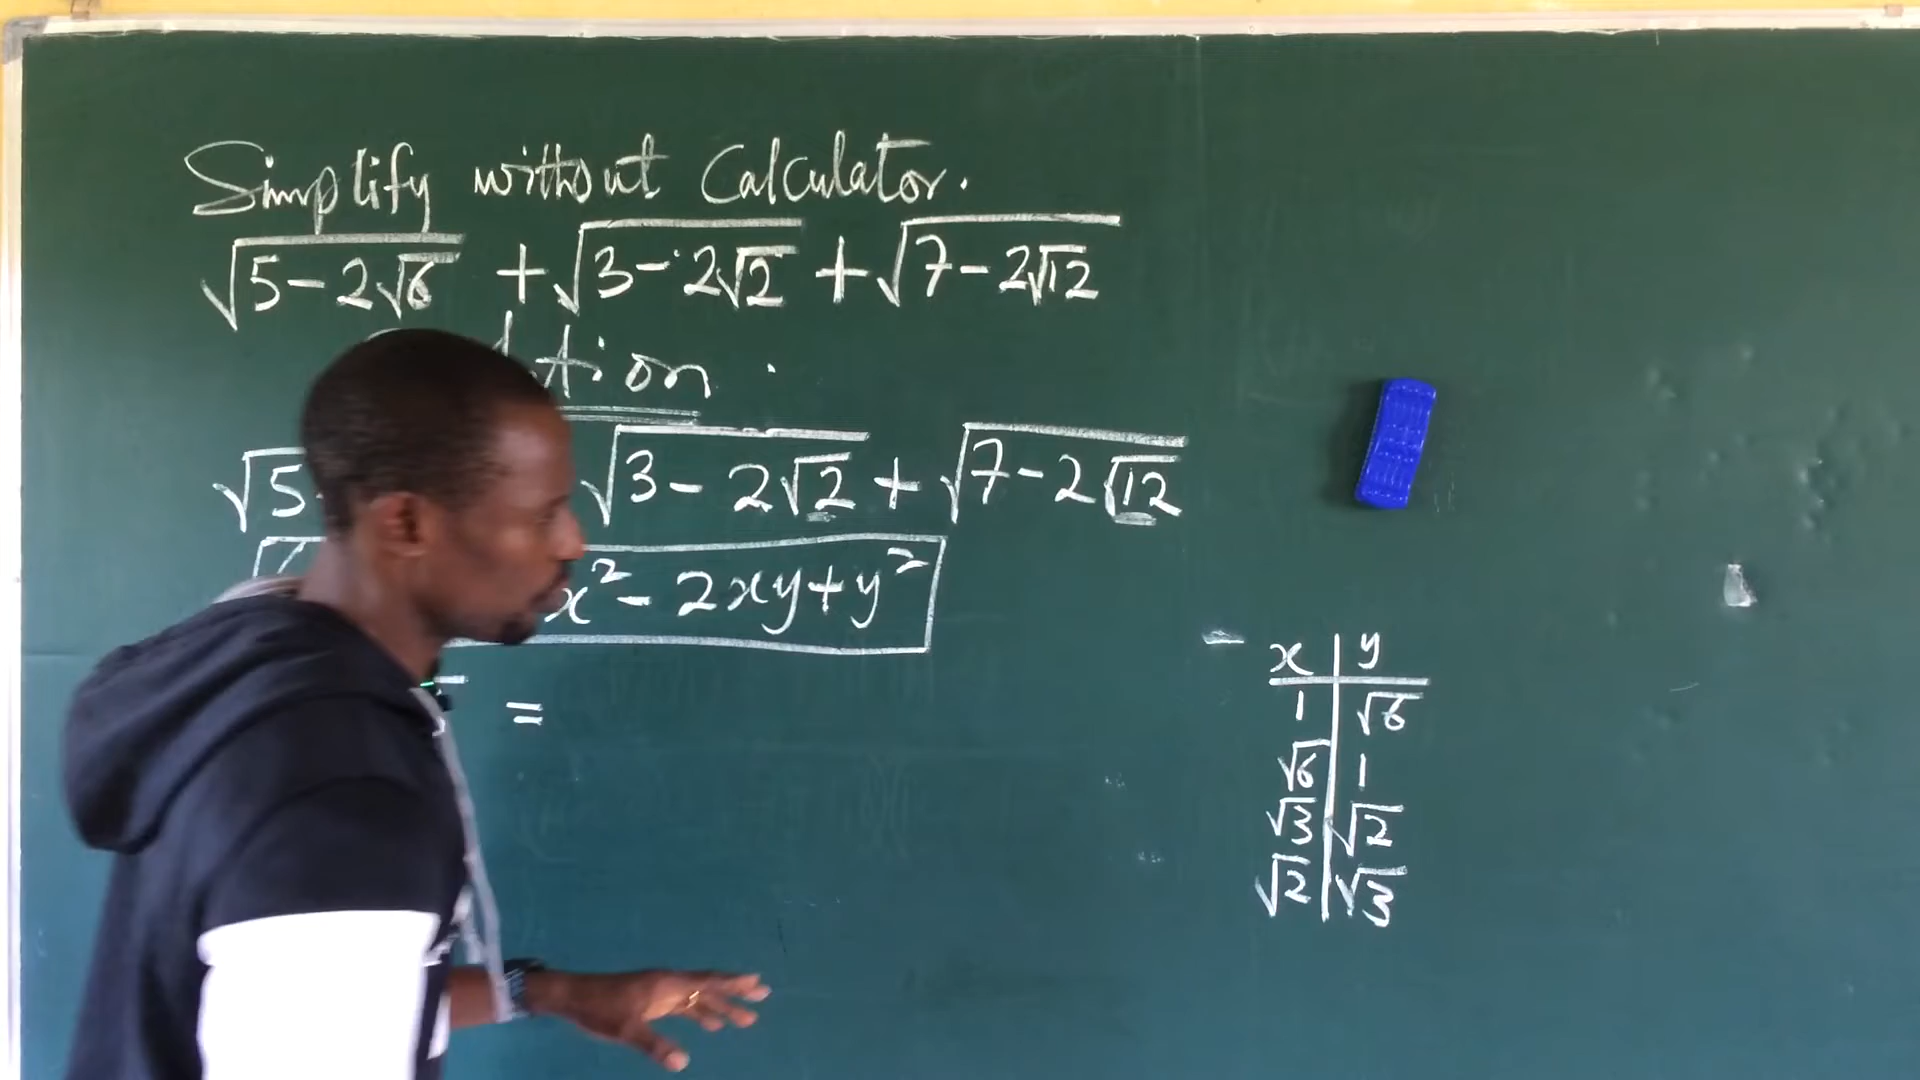 Simplify without Calculator.
√5-2√6 + √3-2√2 + √7-2√12
√5 √3-2√2 + √7-2√12
x²-2xy+y²
=
x | y
1 | √6
√6 | 1
√3 | √2
√2 | √3